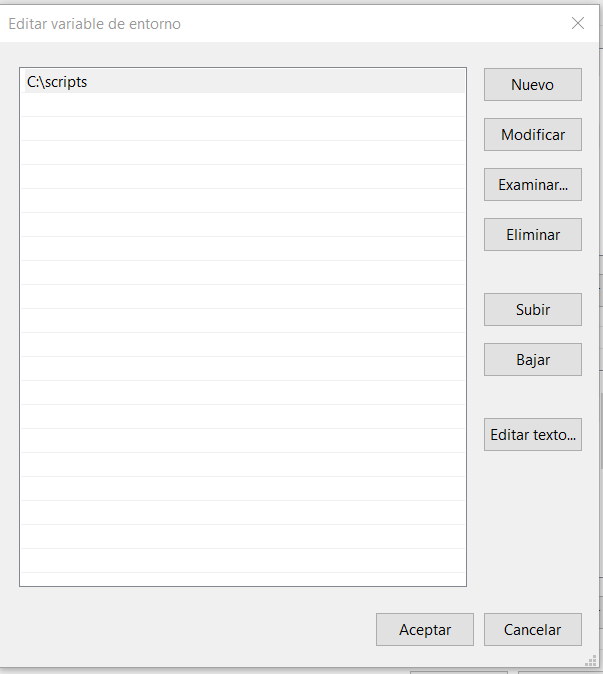 Editar variable de entorno
C:\scripts
Nuevo
Modificar
Examinar...
Eliminar
Subir
Bajar
Editar texto...
Aceptar
Cancelar